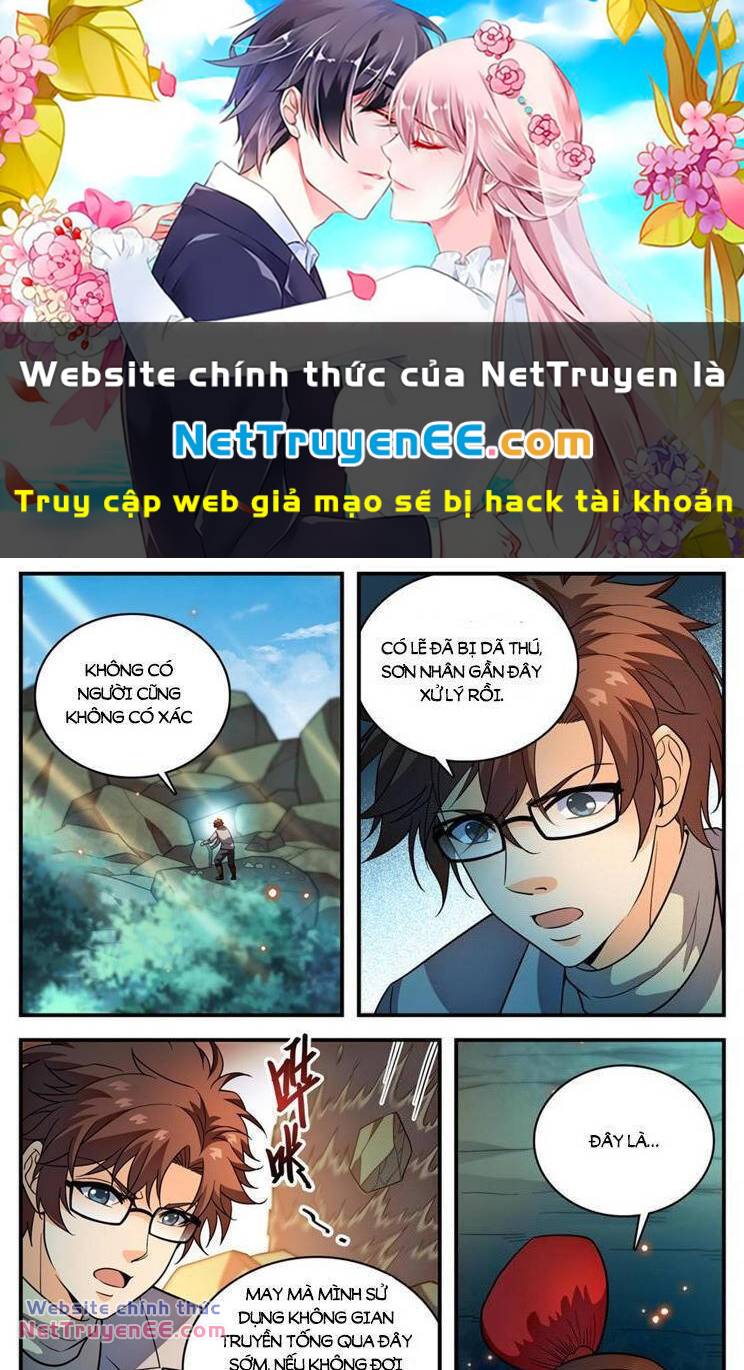 Website chính thức của NetTruyen là
NetTruyenEE.com
Truy cập web giả mạo sẽ bị hack tài khoản
KHÔNG CÓ
NGƯỜI CŨNG
KHÔNG CÓ XÁC
CÓ LẼ ĐÃ BỊ DÃ THÚ,
SƠN NHÂN GẦN ĐÂY
XỬ LÝ RỒI.
哗
咔
ĐÂY LÀ...
MAY MÀ MÌNH SỬ
DỤNG KHÔNG GIAN
TRUYỀN TỐNG QUA ĐÂY
SỚM, NẾU KHÔNG ĐỢI
Website chính thức
NetTruyenEE.com